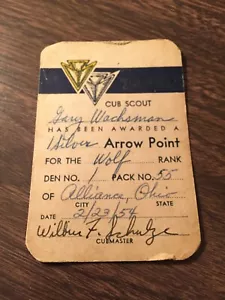 CUB SCOUT
Gary Wachsman
HAS BEEN AWARDED A
1 Silver Arrow Point
FOR THE Wolf RANK
DEN NO. 1 PACK NO. 55
OF Alliance, Ohio
CITY STATE
DATE 2/23/54
Wilbur F. Schulze
CUBMASTER